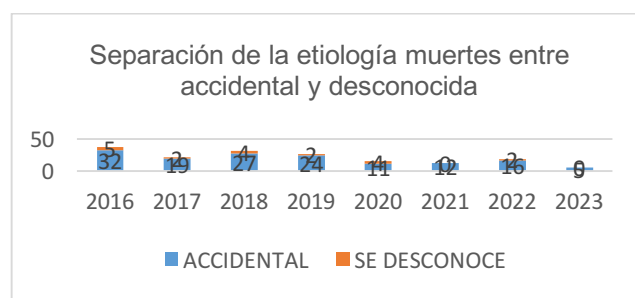 Separación de la etiología muertes entre
accidental y desconocida
50
0
5 2 4 2 4 0 2 0
32 19 27 24 11 12 16
2016 2017 2018 2019 2020 2021 2022 2023
ACCIDENTAL SE DESCONOCE